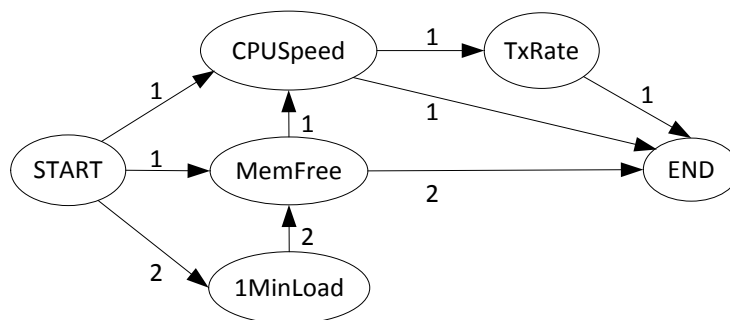 CPUSpeed 1 TxRate
1 1 1
START 1 MemFree 1 2 END
2 2
1MinLoad